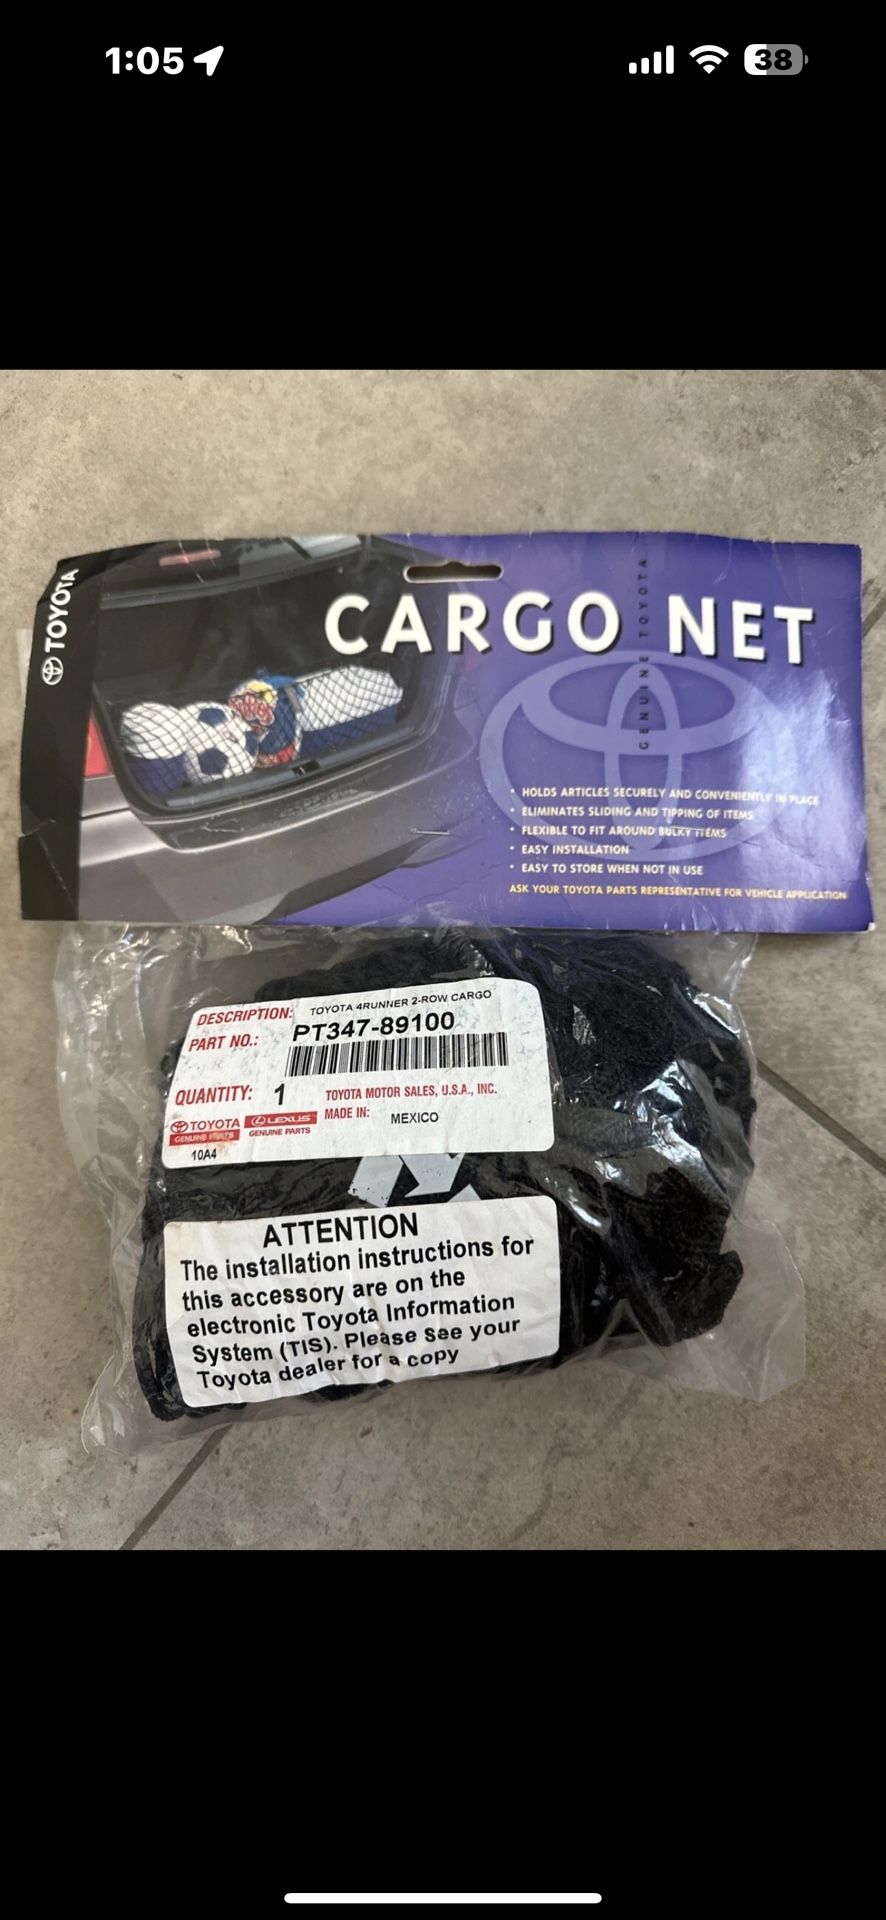 1:05
38
TOYOTA
CARGO NET
GENUINE TOYOTA
• HOLDS ARTICLES SECURELY AND CONVENIENTLY IN PLACE
• ELIMINATES SLIDING AND TIPPING OF ITEMS
• FLEXIBLE TO FIT AROUND BULKY ITEMS
• EASY INSTALLATION
• EASY TO STORE WHEN NOT IN USE
ASK YOUR TOYOTA PARTS REPRESENTATIVE FOR VEHICLE APPLICATION
DESCRIPTION: TOYOTA 4RUNNER 2-ROW CARGO
PART NO.: PT347-89100
QUANTITY: 1 TOYOTA MOTOR SALES, U.S.A., INC.
TOYOTA LEXUS MADE IN: MEXICO
GENUINE PARTS GENUINE PARTS
10A4
ATTENTION
The installation instructions for
this accessory are on the
electronic Toyota Information
System (TIS). Please see your
Toyota dealer for a copy